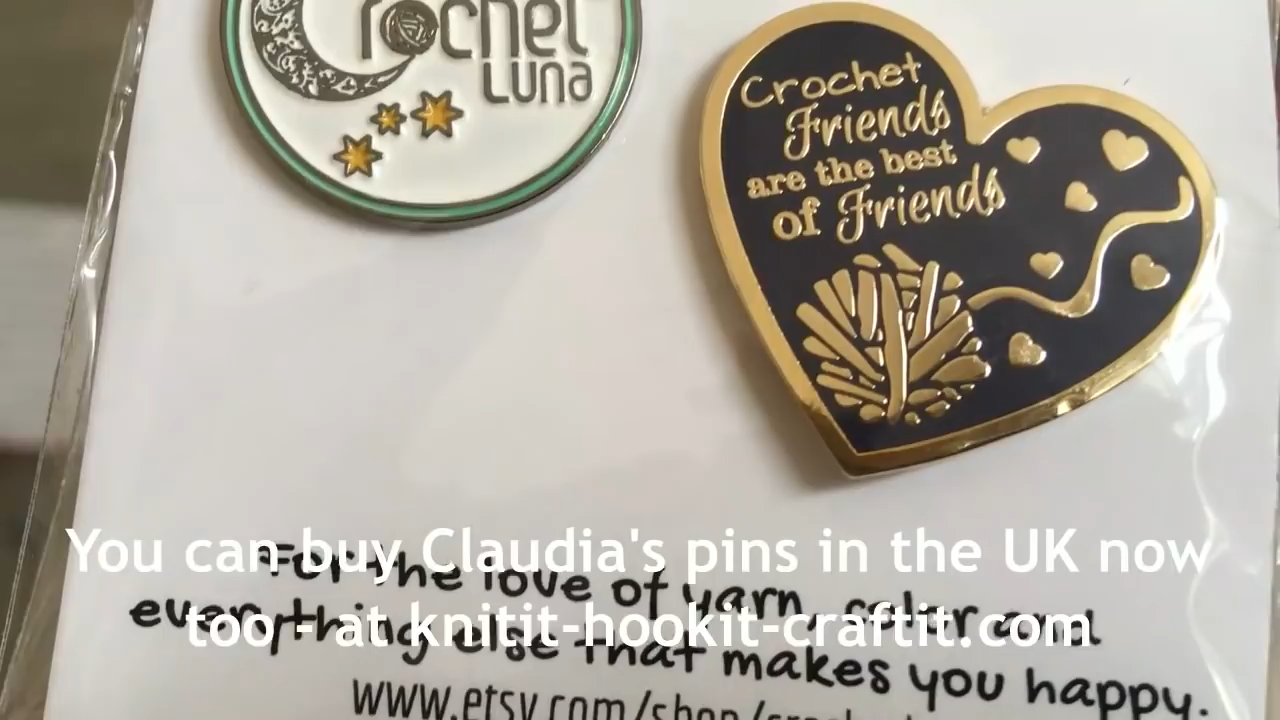 Crochet
Luna
Crochet
Friends
are the best
of Friends
You can buy Claudia's pins in the UK now
too - at knitit-hookit-craftit.com
For the love of yarn, color and
everything else that makes you happy.
www.etsy.com/shop/